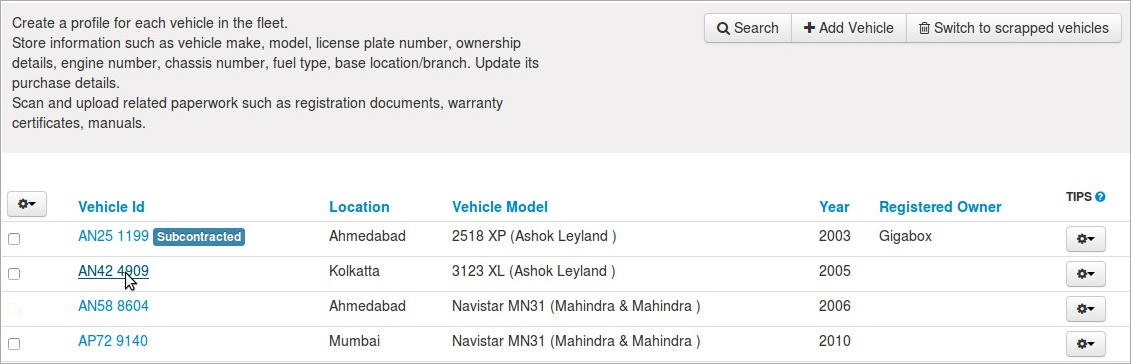 Create a profile for each vehicle in the fleet.
Store information such as vehicle make, model, license plate number, ownership
details, engine number, chassis number, fuel type, base location/branch. Update its
purchase details.
Scan and upload related paperwork such as registration documents, warranty
certificates, manuals.
Search Add Vehicle Switch to scrapped vehicles
TIPS
Vehicle Id Location Vehicle Model Year Registered Owner
AN25 1199 Subcontracted Ahmedabad 2518 XP (Ashok Leyland ) 2003 Gigabox
AN42 4909 Kolkatta 3123 XL (Ashok Leyland ) 2005
AN58 8604 Ahmedabad Navistar MN31 (Mahindra & Mahindra ) 2006
AP72 9140 Mumbai Navistar MN31 (Mahindra & Mahindra ) 2010